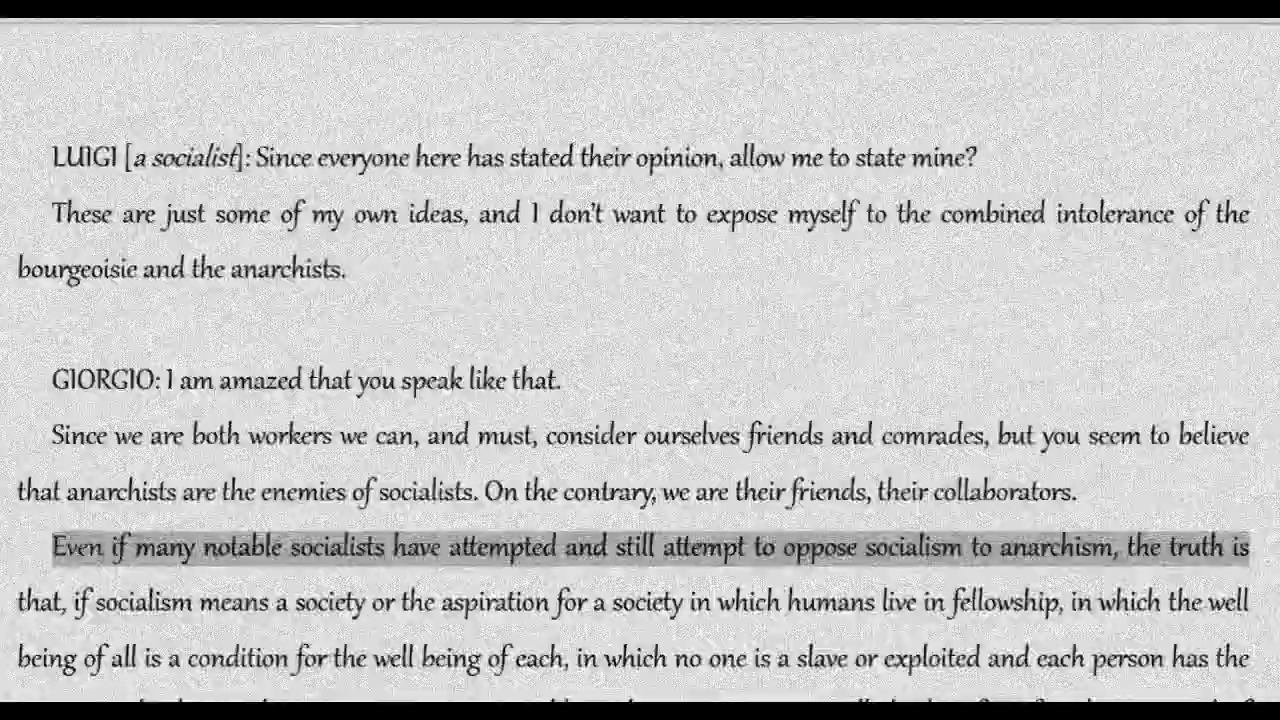 LUIGI [a socialist]: Since everyone here has stated their opinion, allow me to state mine?
These are just some of my own ideas, and I don't want to expose myself to the combined intolerance of the
bourgeoisie and the anarchists.
GIORGIO: I am amazed that you speak like that.
Since we are both workers we can, and must, consider ourselves friends and comrades, but you seem to believe
that anarchists are the enemies of socialists. On the contrary, we are their friends, their collaborators.
Even if many notable socialists have attempted and still attempt to oppose socialism to anarchism, the truth is
that, if socialism means a society or the aspiration for a society in which humans live in fellowship, in which the well
being of all is a condition for the well being of each, in which no one is a slave or exploited and each person has the